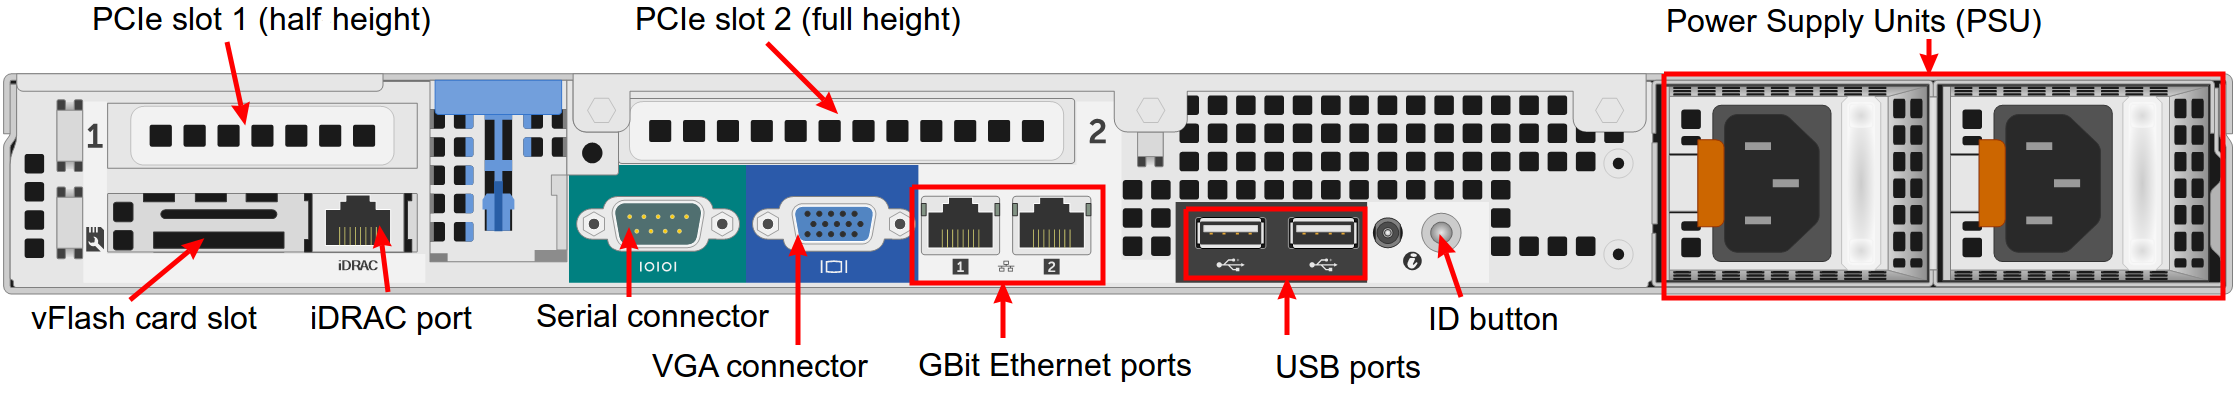 PCIe slot 1 (half height)
PCIe slot 2 (full height)
Power Supply Units (PSU)
1
2
iDRAC
IOIOI
1
2
vFlash card slot
iDRAC port
Serial connector
VGA connector
GBit Ethernet ports
USB ports
ID button